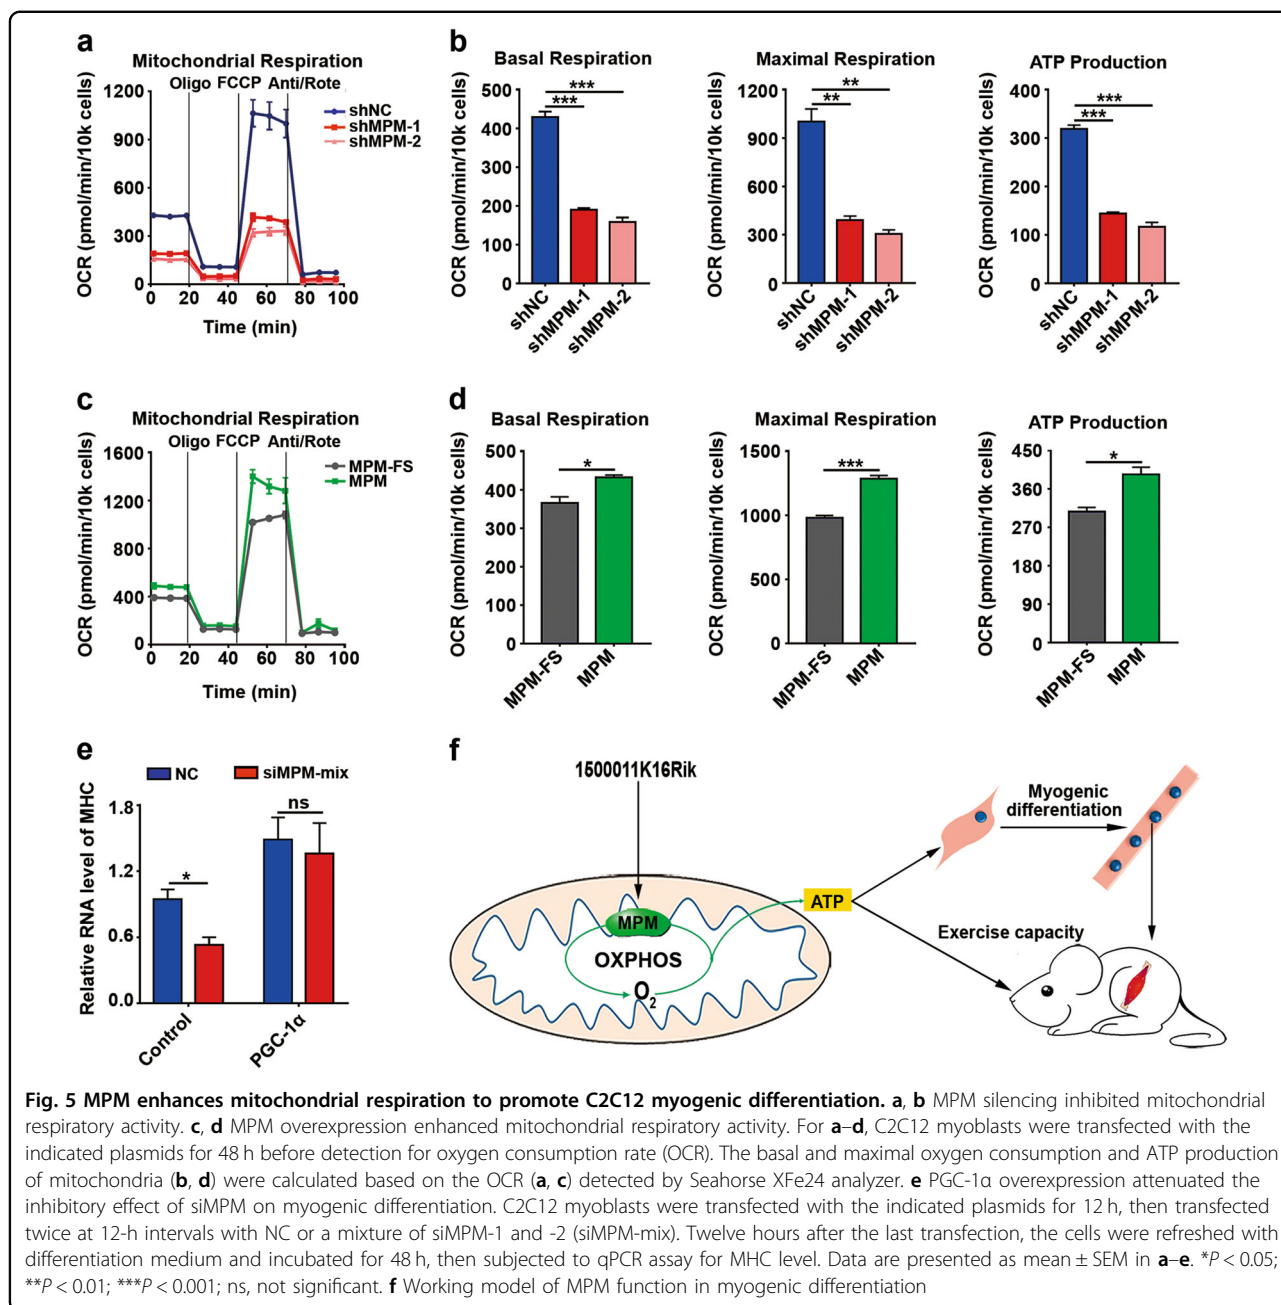 a
Mitochondrial Respiration
Oligo FCCP Anti/Rote
OCR (pmol/min/10k cells)
1200
900
600
300
0
0 20 40 60 80 100
Time (min)
shNC
shMPM-1
shMPM-2
b
Basal Respiration
OCR (pmol/min/10k cells)
500
400
300
200
100
0
***
***
shNC
shMPM-1
shMPM-2
Maximal Respiration
OCR (pmol/min/10k cells)
1200
900
600
300
0
**
**
shNC
shMPM-1
shMPM-2
ATP Production
OCR (pmol/min/10k cells)
400
300
200
100
0
***
***
shNC
shMPM-1
shMPM-2
c
Mitochondrial Respiration
Oligo FCCP Anti/Rote
OCR (pmol/min/10k cells)
1600
1200
800
400
0
0 20 40 60 80 100
Time (min)
MPM-FS
MPM
d
Basal Respiration
OCR (pmol/min/10k cells)
500
400
300
200
100
0
*
MPM-FS
MPM
Maximal Respiration
OCR (pmol/min/10k cells)
1500
1000
500
0
***
MPM-FS
MPM
ATP Production
OCR (pmol/min/10k cells)
450
360
270
180
90
0
*
MPM-FS
MPM
e
NC
siMPM-mix
Relative RNA level of MHC
1.8
1.2
0.6
0.0
*
ns
Control
PGC-1α
f
1500011K16Rik
MPM
OXPHOS
O2
ATP
Myogenic
differentiation
Exercise capacity
Fig. 5 MPM enhances mitochondrial respiration to promote C2C12 myogenic differentiation. a, b MPM silencing inhibited mitochondrial
respiratory activity. c, d MPM overexpression enhanced mitochondrial respiratory activity. For a–d, C2C12 myoblasts were transfected with the
indicated plasmids for 48 h before detection for oxygen consumption rate (OCR). The basal and maximal oxygen consumption and ATP production
of mitochondria (b, d) were calculated based on the OCR (a, c) detected by Seahorse XFe24 analyzer. e PGC-1α overexpression attenuated the
inhibitory effect of siMPM on myogenic differentiation. C2C12 myoblasts were transfected with the indicated plasmids for 12 h, then transfected
twice at 12-h intervals with NC or a mixture of siMPM-1 and -2 (siMPM-mix). Twelve hours after the last transfection, the cells were refreshed with
differentiation medium and incubated for 48 h, then subjected to qPCR assay for MHC level. Data are presented as mean ± SEM in a–e. *P < 0.05;
**P < 0.01; ***P < 0.001; ns, not significant. f Working model of MPM function in myogenic differentiation